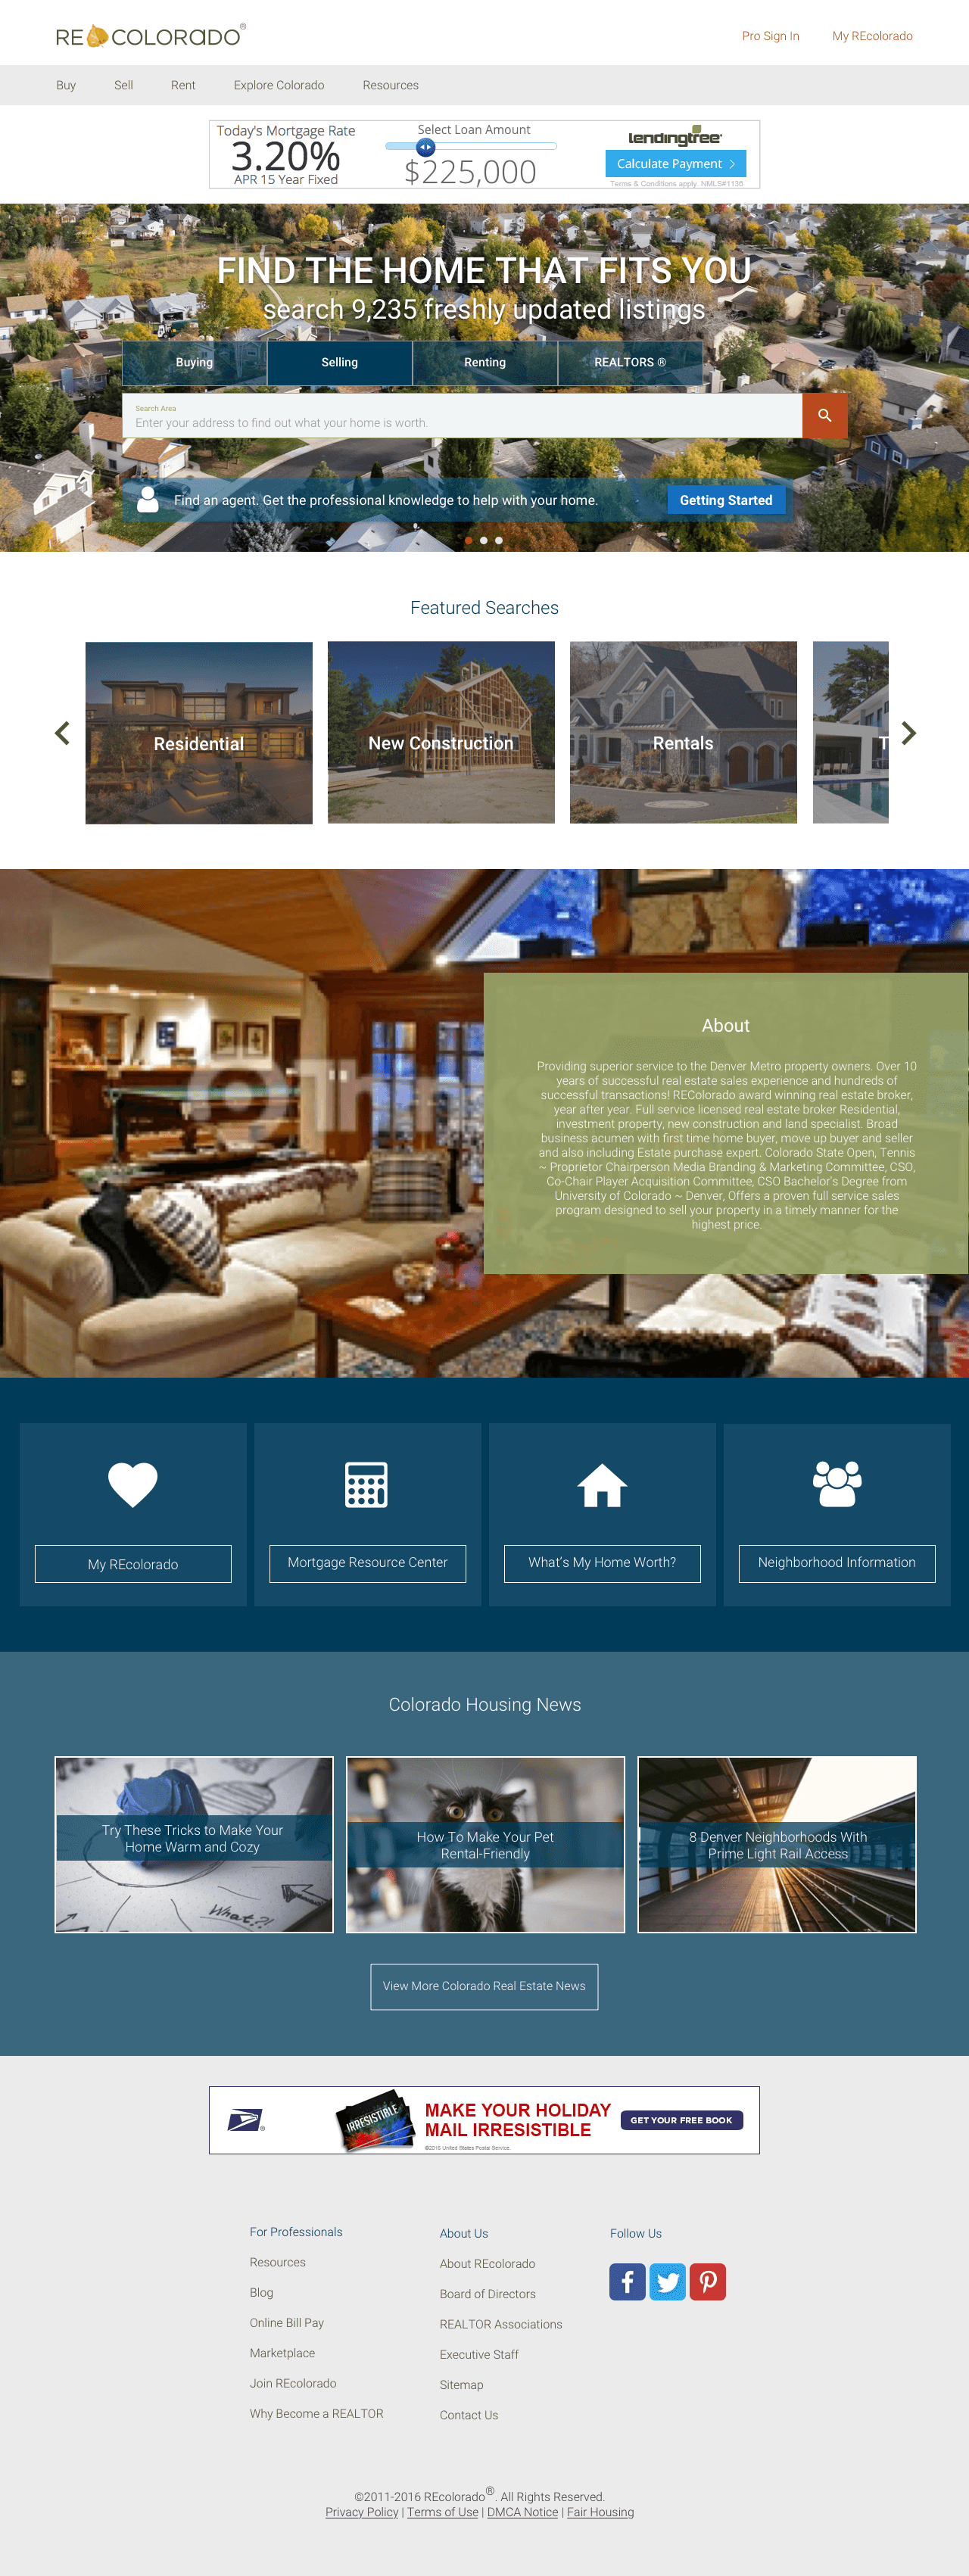 RE COLORADO®
Pro Sign In
My REcolorado
Buy
Sell
Rent
Explore Colorado
Resources
Today's Mortgage Rate
3.20%
APR 15 Year Fixed
Select Loan Amount
$225,000
lendingtree
Calculate Payment
Terms & Conditions apply. NMLS#1136
FIND THE HOME THAT FITS YOU
search 9,235 freshly updated listings
Buying
Selling
Renting
REALTORS ®
Search Area
Enter your address to find out what your home is worth.
Find an agent. Get the professional knowledge to help with your home.
Getting Started
Featured Searches
Residential
New Construction
Rentals
T
About
Providing superior service to the Denver Metro property owners. Over 10
years of successful real estate sales experience and hundreds of
successful transactions! REColorado award winning real estate broker,
year after year. Full service licensed real estate broker Residential,
investment property, new construction and land specialist. Broad
business acumen with first time home buyer, move up buyer and seller
and also including Estate purchase expert. Colorado State Open, Tennis
~ Proprietor Chairperson Media Branding & Marketing Committee, CSO,
Co-Chair Player Acquisition Committee, CSO Bachelor's Degree from
University of Colorado ~ Denver, Offers a proven full service sales
program designed to sell your property in a timely manner for the
highest price.
My REcolorado
Mortgage Resource Center
What's My Home Worth?
Neighborhood Information
Colorado Housing News
Try These Tricks to Make Your
Home Warm and Cozy
What?!
How To Make Your Pet
Rental-Friendly
8 Denver Neighborhoods With
Prime Light Rail Access
View More Colorado Real Estate News
IRRESISTIBLE
MAKE YOUR HOLIDAY
MAIL IRRESISTIBLE
©2016 United States Postal Service.
GET YOUR FREE BOOK
For Professionals
Resources
Blog
Online Bill Pay
Marketplace
Join REcolorado
Why Become a REALTOR
About Us
About REcolorado
Board of Directors
REALTOR Associations
Executive Staff
Sitemap
Contact Us
Follow Us
©2011-2016 REcolorado®. All Rights Reserved.
Privacy Policy | Terms of Use | DMCA Notice | Fair Housing